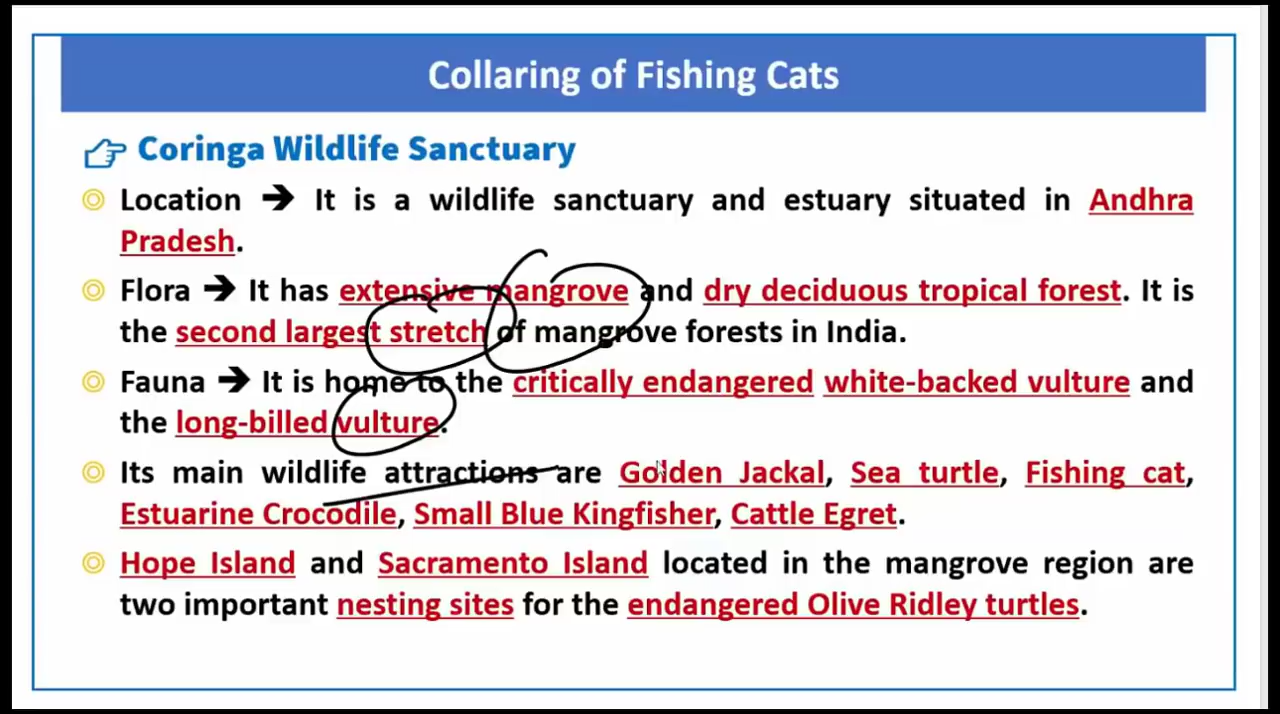 Collaring of Fishing Cats
Coringa Wildlife Sanctuary
Location ➔ It is a wildlife sanctuary and estuary situated in Andhra
Pradesh.
Flora ➔ It has extensive mangrove and dry deciduous tropical forest. It is
the second largest stretch of mangrove forests in India.
Fauna ➔ It is home to the critically endangered white-backed vulture and
the long-billed vulture.
Its main wildlife attractions are Golden Jackal, Sea turtle, Fishing cat,
Estuarine Crocodile, Small Blue Kingfisher, Cattle Egret.
Hope Island and Sacramento Island located in the mangrove region are
two important nesting sites for the endangered Olive Ridley turtles.